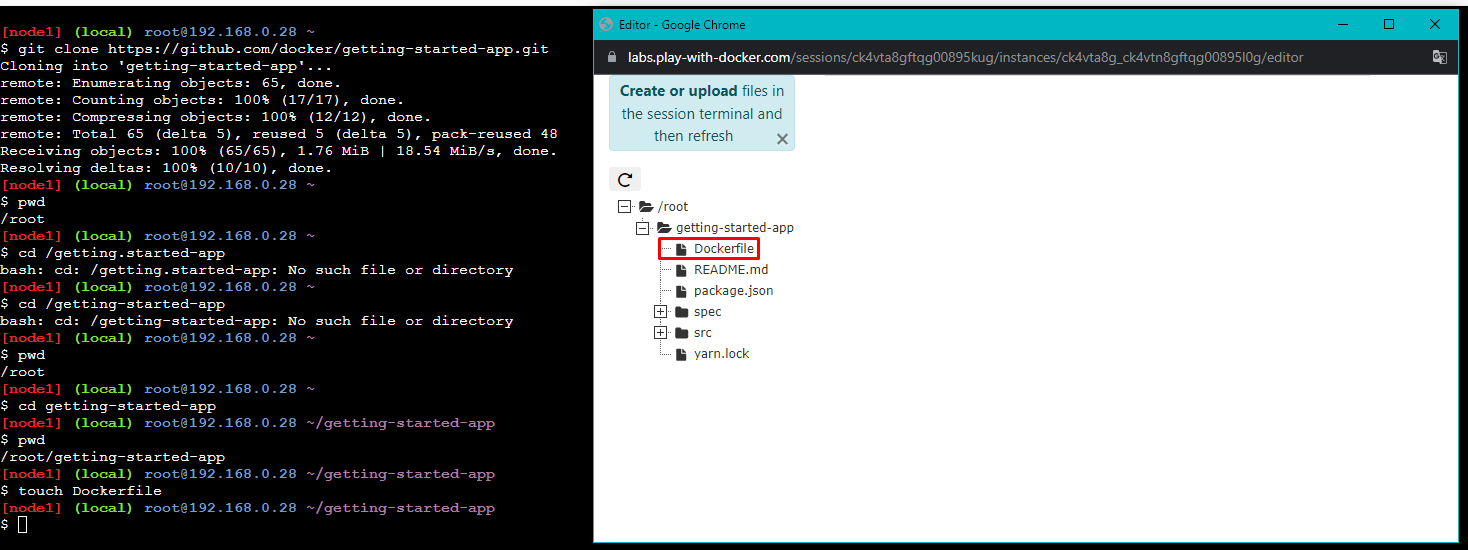 [node1] (local) root@192.168.0.28 ~
$ git clone https://github.com/docker/getting-started-app.git
Cloning into 'getting-started-app'...
remote: Enumerating objects: 65, done.
remote: Counting objects: 100% (17/17), done.
remote: Compressing objects: 100% (12/12), done.
remote: Total 65 (delta 5), reused 5 (delta 5), pack-reused 48
Receiving objects: 100% (65/65), 1.76 MiB | 18.54 MiB/s, done.
Resolving deltas: 100% (10/10), done.
[node1] (local) root@192.168.0.28 ~
$ pwd
/root
[node1] (local) root@192.168.0.28 ~
$ cd /getting.started-app
bash: cd: /getting.started-app: No such file or directory
[node1] (local) root@192.168.0.28 ~
$ cd /getting-started-app
bash: cd: /getting-started-app: No such file or directory
[node1] (local) root@192.168.0.28 ~
$ pwd
/root
[node1] (local) root@192.168.0.28 ~
$ cd getting-started-app
[node1] (local) root@192.168.0.28 ~/getting-started-app
$ pwd
/root/getting-started-app
[node1] (local) root@192.168.0.28 ~/getting-started-app
$ touch Dockerfile
[node1] (local) root@192.168.0.28 ~/getting-started-app
$
Editor - Google Chrome
labs.play-with-docker.com/sessions/ck4vta8gftqg00895kug/instances/ck4vta8g_ck4vtn8gftqg00895l0g/editor
Create or upload files in
the session terminal and
then refresh
/root
getting-started-app
Dockerfile
README.md
package.json
spec
src
yarn.lock